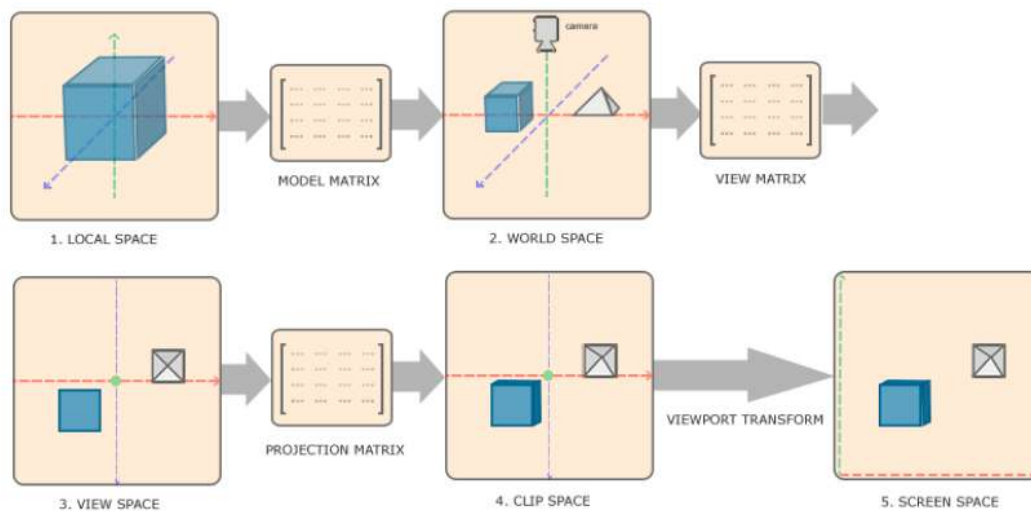 camera
MODEL MATRIX
VIEW MATRIX
1. LOCAL SPACE
2. WORLD SPACE
VIEWPORT TRANSFORM
PROJECTION MATRIX
3. VIEW SPACE
4. CLIP SPACE
5. SCREEN SPACE